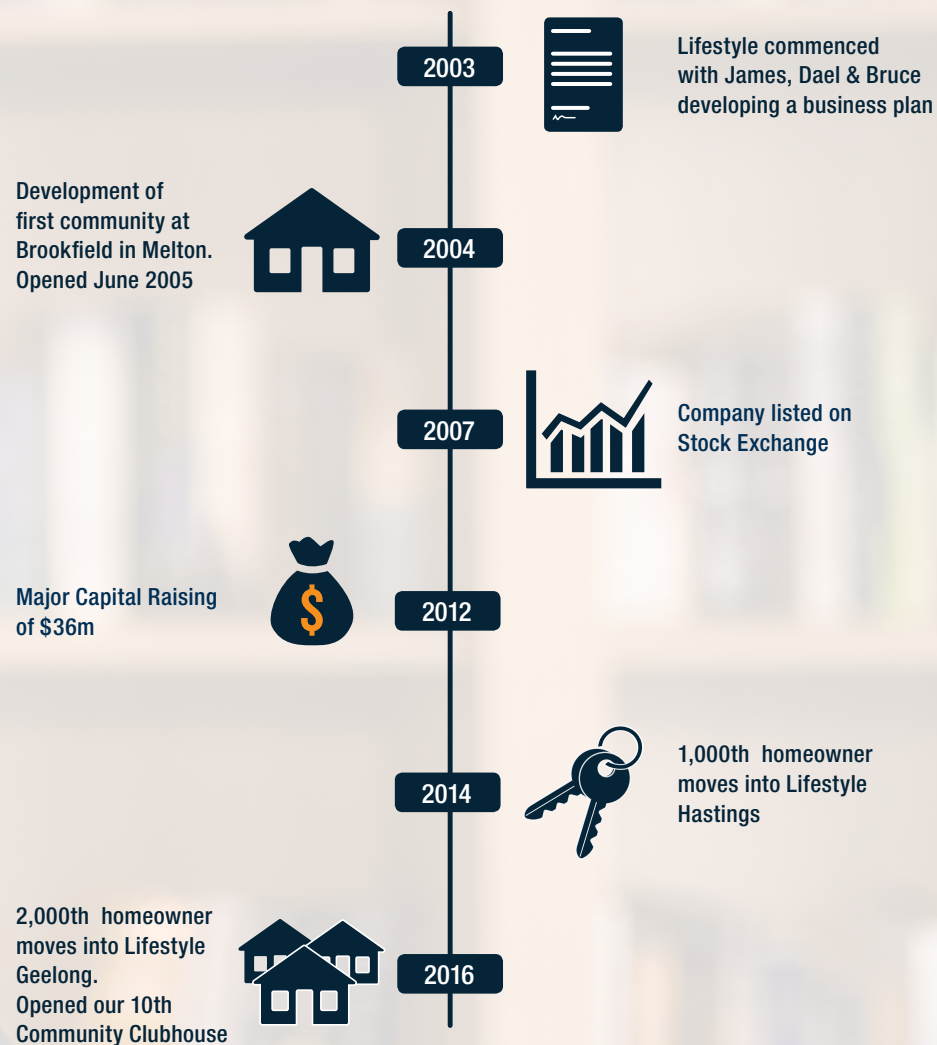 2003
Lifestyle commenced
with James, Dael & Bruce
developing a business plan
Development of
first community at
Brookfield in Melton.
Opened June 2005
2004
2007
Company listed on
Stock Exchange
Major Capital Raising
of $36m
$
2012
2014
1,000th homeowner
moves into Lifestyle
Hastings
2,000th homeowner
moves into Lifestyle
Geelong.
Opened our 10th
Community Clubhouse
2016